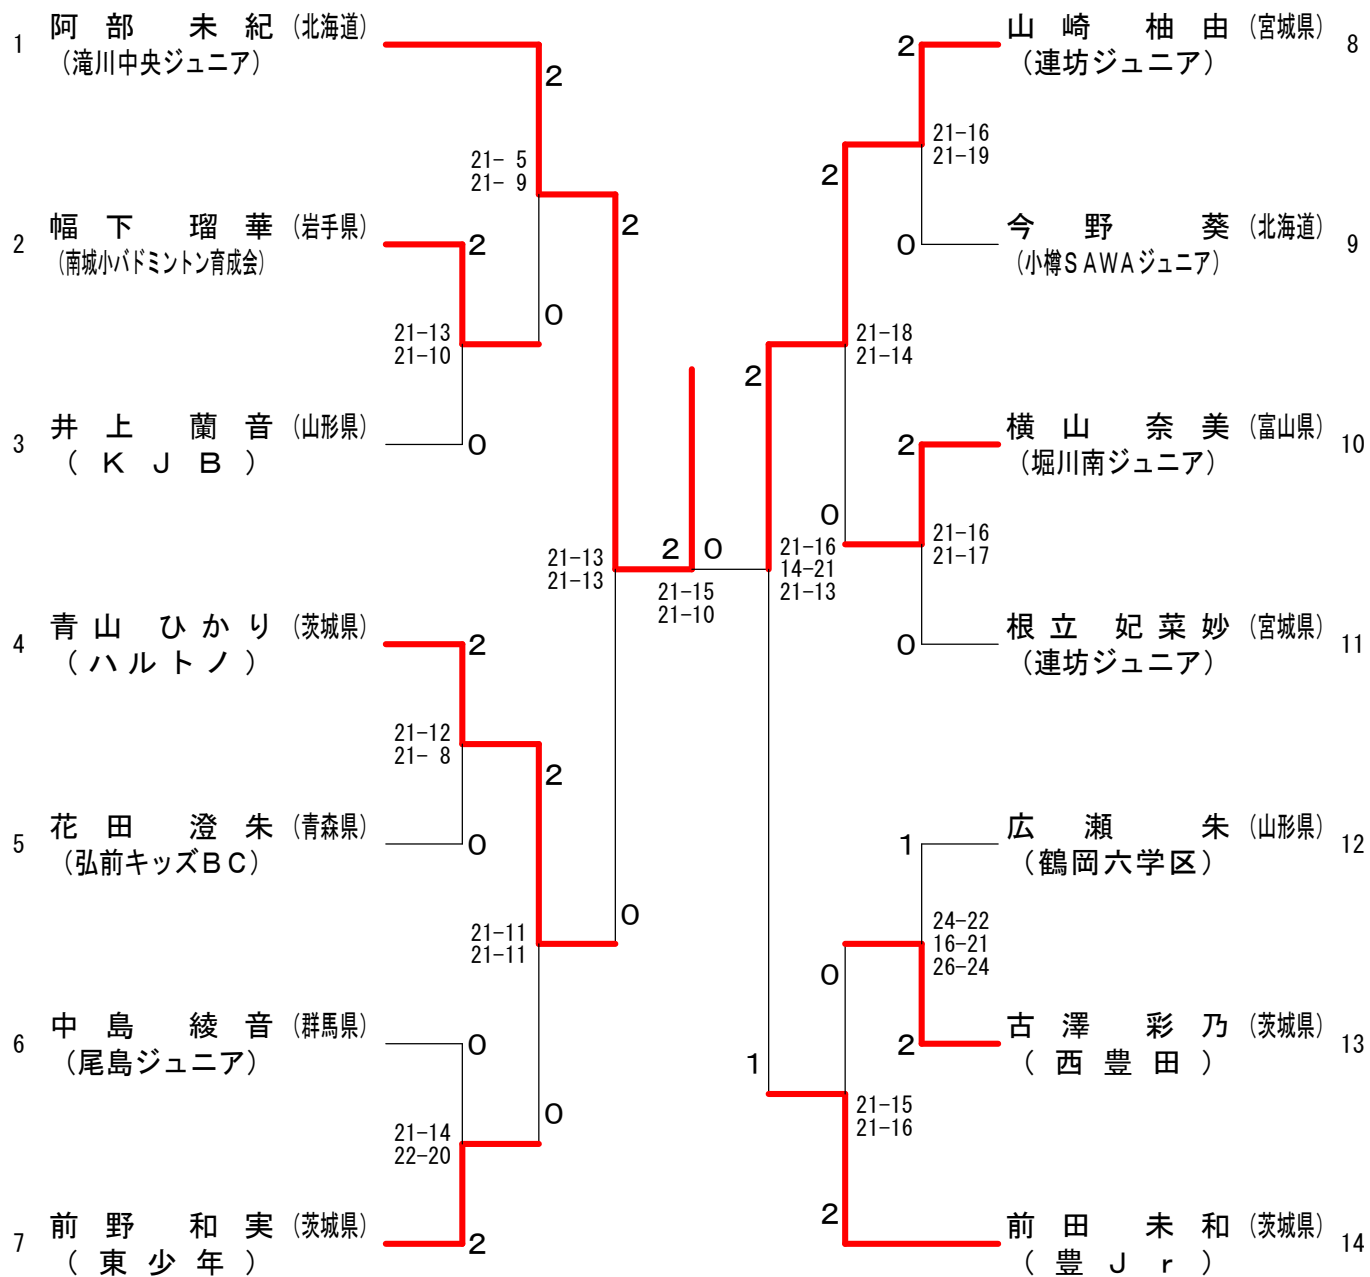 1 阿部 未紀 (北海道)
(滝川中央ジュニア)
2
21- 5
21- 9
2
2 幅下 瑠華 (岩手県)
(南城小バドミントン育成会)
2
0
21-13
21-10
3 井上 蘭音 (山形県)
(KJB)
0
21-13
21-13
2 0
21-15
21-10
4 青山 ひかり (茨城県)
(ハルトノ)
2
21-12
21- 8
2
5 花田 澄朱 (青森県)
(弘前キッズBC)
0
0
21-11
21-11
6 中島 綾音 (群馬県)
(尾島ジュニア)
0
0
21-14
22-20
7 前野 和実 (茨城県)
(東少年)
2
2 山崎 柚由 (宮城県) 8
(連坊ジュニア)
21-16
21-19
2
0 今野 葵 (北海道) 9
(小樽SAWAジュニア)
21-18
21-14
2
2 横山 奈美 (富山県) 10
(堀川南ジュニア)
0
21-16
21-17
21-16
14-21
21-13
0 根立 妃菜妙 (宮城県) 11
(連坊ジュニア)
1 広瀬 朱 (山形県) 12
(鶴岡六学区)
24-22
16-21
26-24
0
2 古澤 彩乃 (茨城県) 13
(西豊田)
1
21-15
21-16
2 前田 未和 (茨城県) 14
(豊Jr)